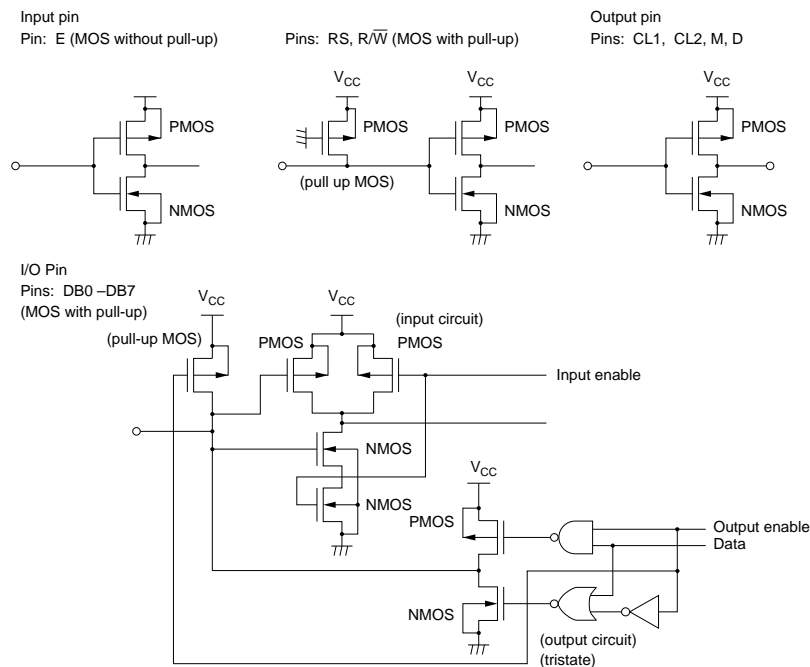 Input pin
Pin: E (MOS without pull-up)
Pins: RS, R/W̅ (MOS with pull-up)
Output pin
Pins: CL1, CL2, M, D
VCC
VCC
PMOS
PMOS
PMOS
PMOS
(pull up MOS)
NMOS
NMOS
NMOS
I/O Pin
Pins: DB0 –DB7
(MOS with pull-up)
VCC
VCC
(input circuit)
(pull-up MOS)
PMOS
PMOS
Input enable
NMOS
VCC
NMOS
PMOS
Output enable
Data
NMOS
(output circuit)
(tristate)